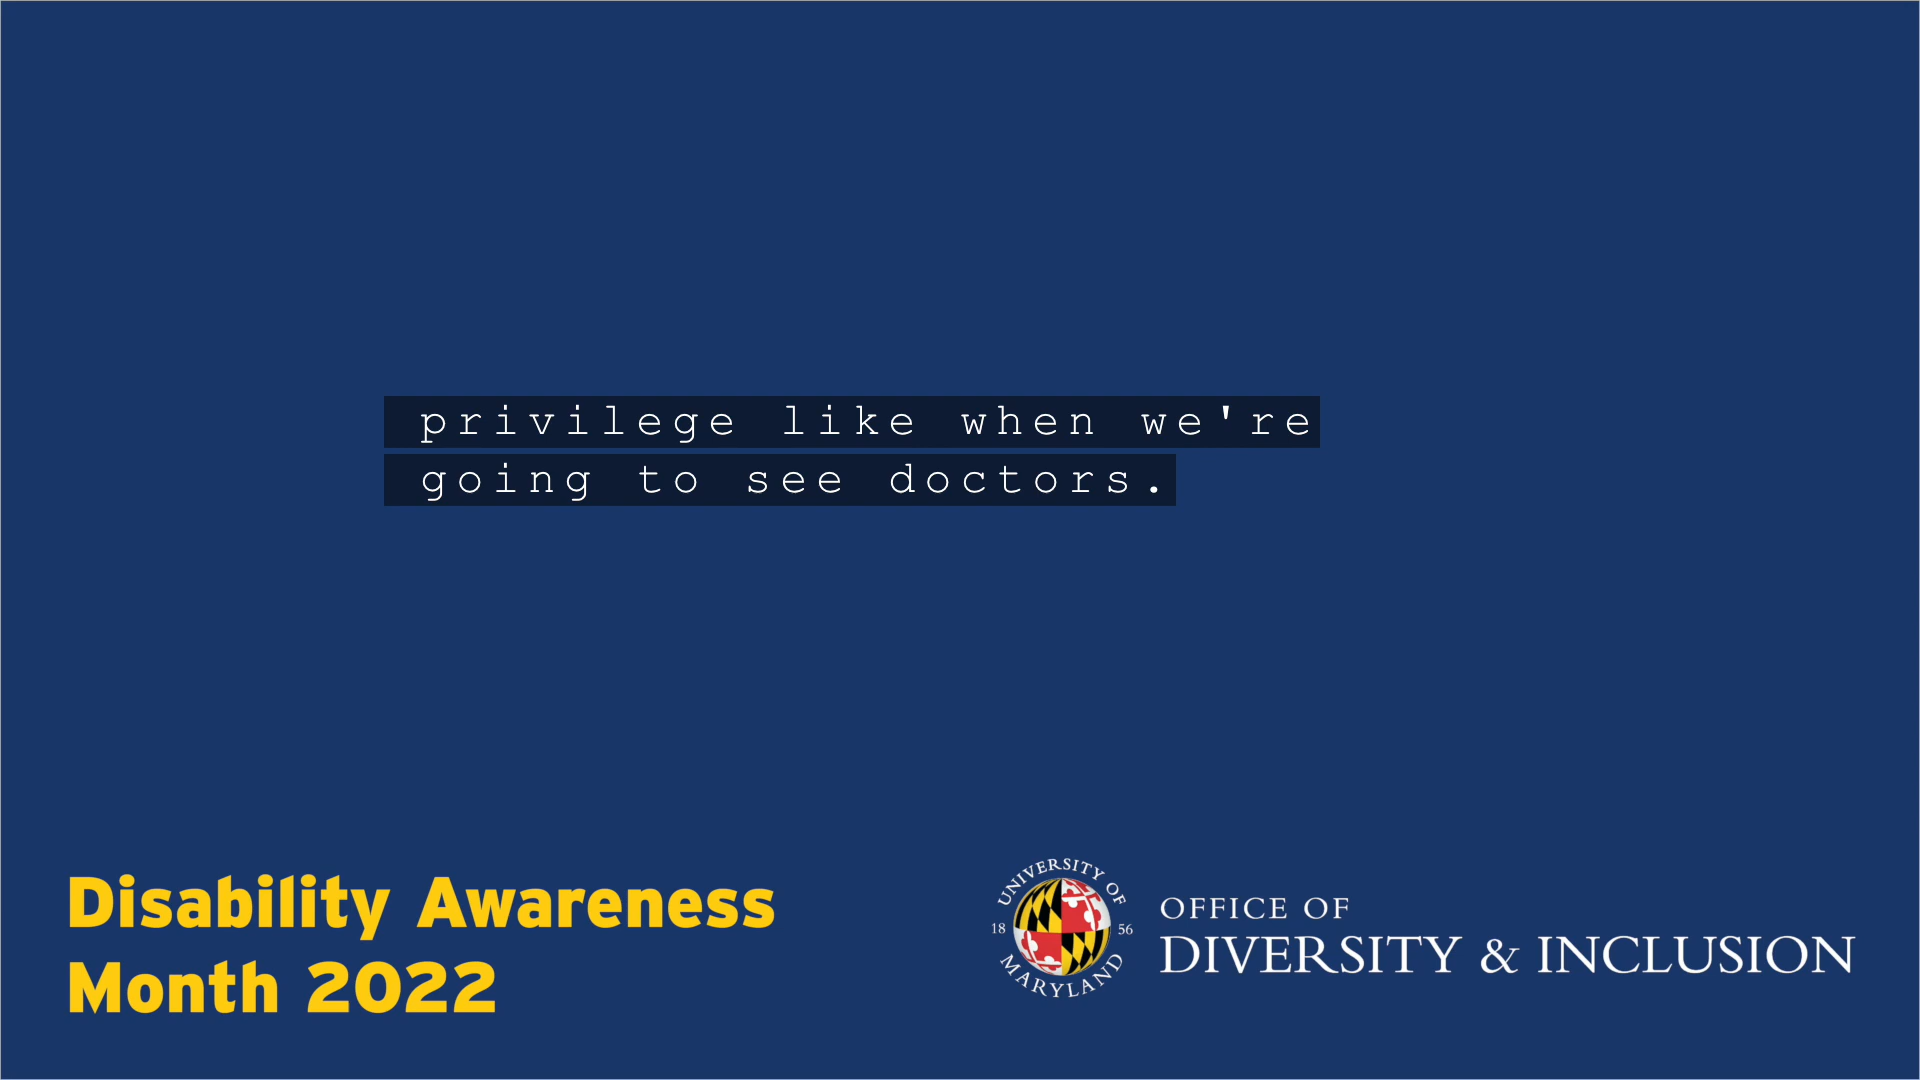 privilege like when we're
going to see doctors.
Disability Awareness
Month 2022
UNIVERSITY OF
18 56
MARYLAND
OFFICE OF
DIVERSITY & INCLUSION